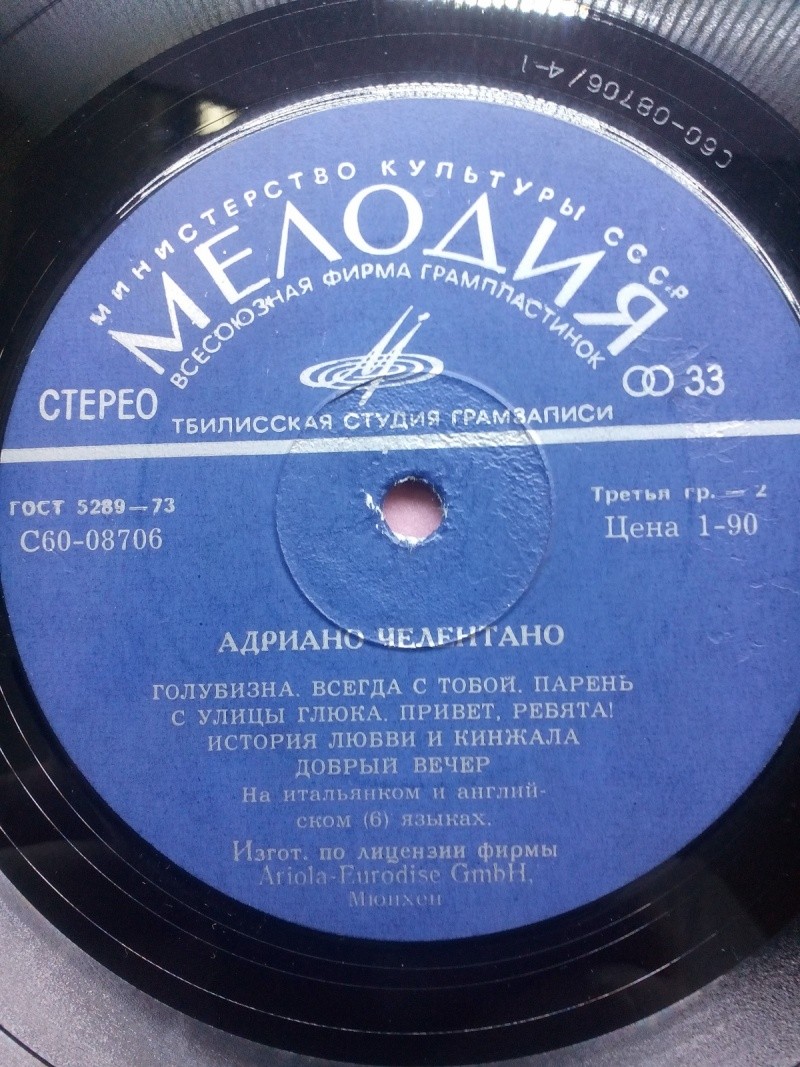 С60-08706/4-1
МИНИСТЕРСТВО КУЛЬТУРЫ СССР
МЕЛОДИЯ
ВСЕСОЮЗНАЯ ФИРМА ГРАМПЛАСТИНОК
СТЕРЕО
33
ТБИЛИССКАЯ СТУДИЯ ГРАМЗАПИСИ
ГОСТ 5289—73
Третья гр. — 2
С60-08706
Цена 1-90
АДРИАНО ЧЕЛЕНТАНО
ГОЛУБИЗНА. ВСЕГДА С ТОБОЙ. ПАРЕНЬ
С УЛИЦЫ ГЛЮКА. ПРИВЕТ, РЕБЯТА!
ИСТОРИЯ ЛЮБВИ И КИНЖАЛА
ДОБРЫЙ ВЕЧЕР
На итальянком и англий-
ском (6) языках.
Изгот. по лицензии фирмы
Ariola-Eurodise GmbH,
Мюнхен